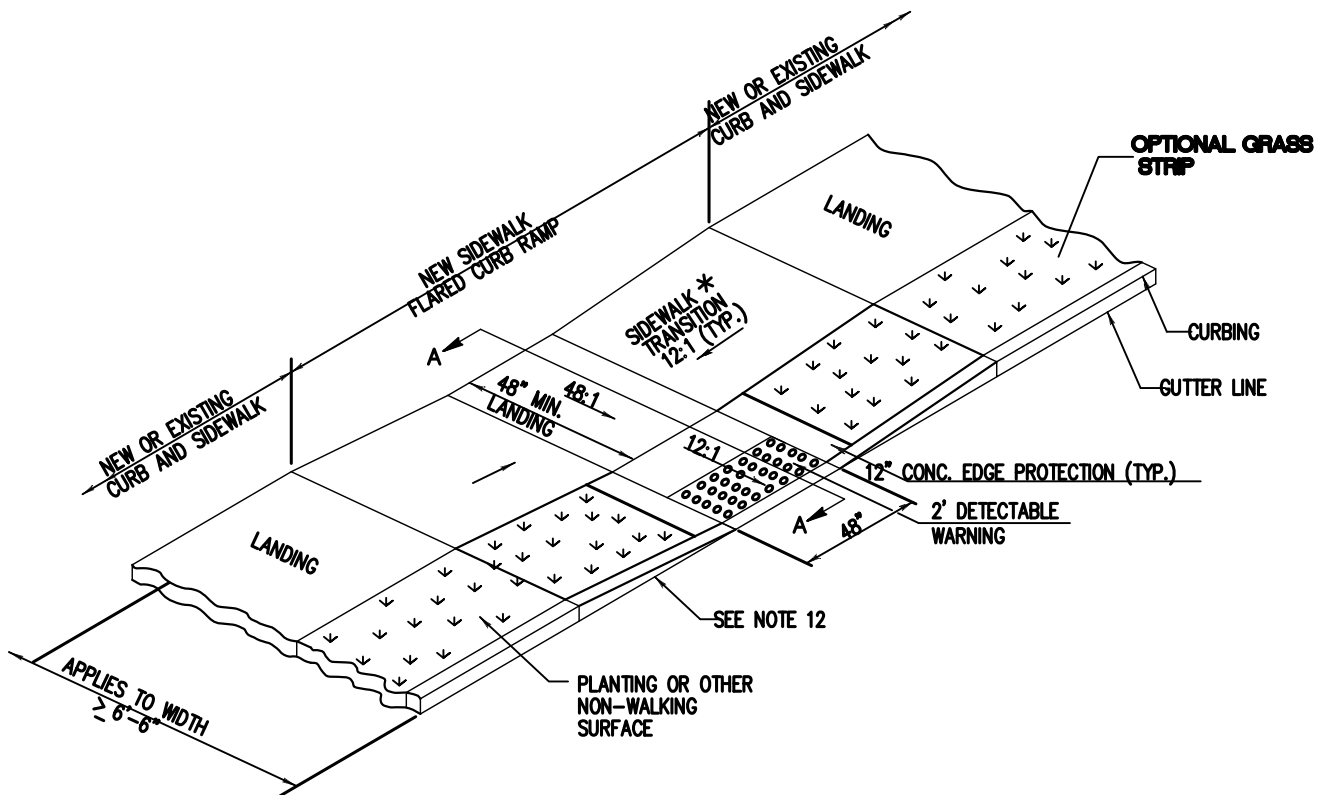 NEW OR EXISTING
CURB AND SIDEWALK
OPTIONAL GRASS
STRIP
LANDING
NEW SIDEWALK
FLARED CURB RAMP
SIDEWALK *
TRANSITION
12:1 (TYP.)
CURBING
A
48" MIN.
LANDING
48:1
GUTTER LINE
NEW OR EXISTING
CURB AND SIDEWALK
12:1
12" CONC. EDGE PROTECTION (TYP.)
2' DETECTABLE
WARNING
A
48"
LANDING
SEE NOTE 12
APPLIES TO WIDTH
≥ 6'-6"
PLANTING OR OTHER
NON-WALKING
SURFACE